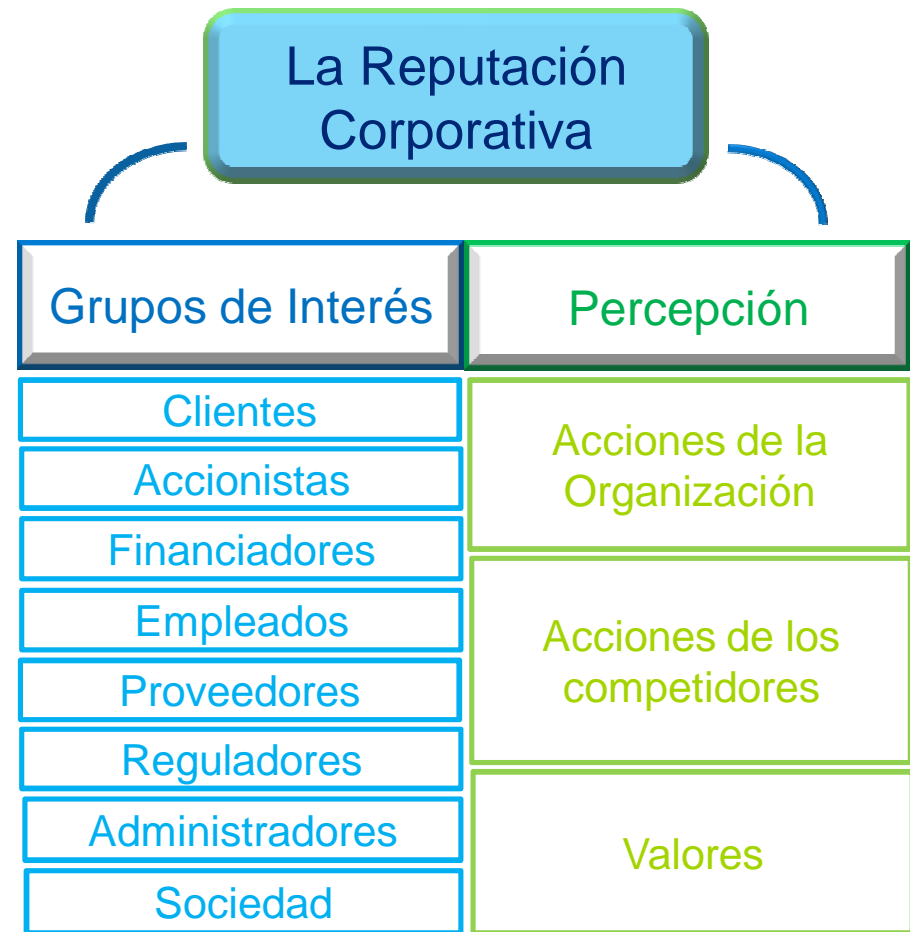 La Reputación
Corporativa
Grupos de Interés
Percepción
Clientes
Accionistas
Financiadores
Empleados
Proveedores
Reguladores
Administradores
Sociedad
Acciones de la
Organización
Acciones de los
competidores
Valores